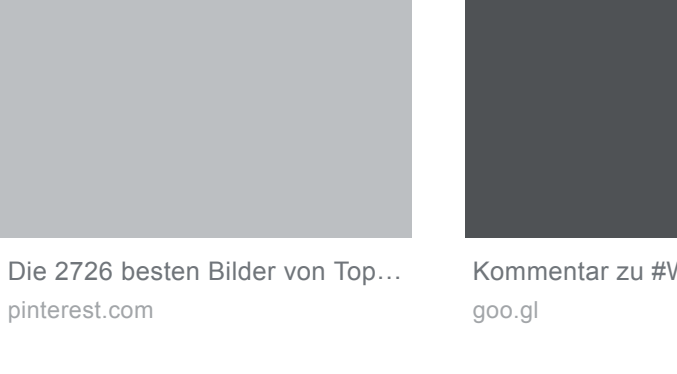 Die 2726 besten Bilder von Top…
pinterest.com
Kommentar zu #
goo.gl